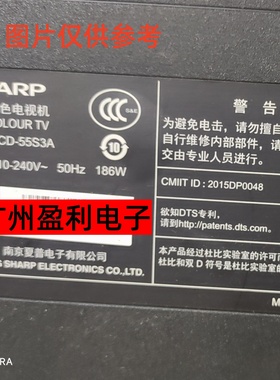 图片仅供参考
ARP
色电视机
OLOUR TV
CD-55S3A
10-240V~ 50Hz 186W
CCC
10
警告
为避免电击，请勿擅自
自行维修内部部件，
由专业人员进行。
CMIIT ID : 2015DP0048
欲知DTS专利，
请访http://patents.dts.com.
广州盈利电子
本产品经过杜比实验室的许可
杜比和双 D 符号是杜比实验室
南京夏普电子有限公司
SHARP ELECTRONICS CO.,LTD.
M